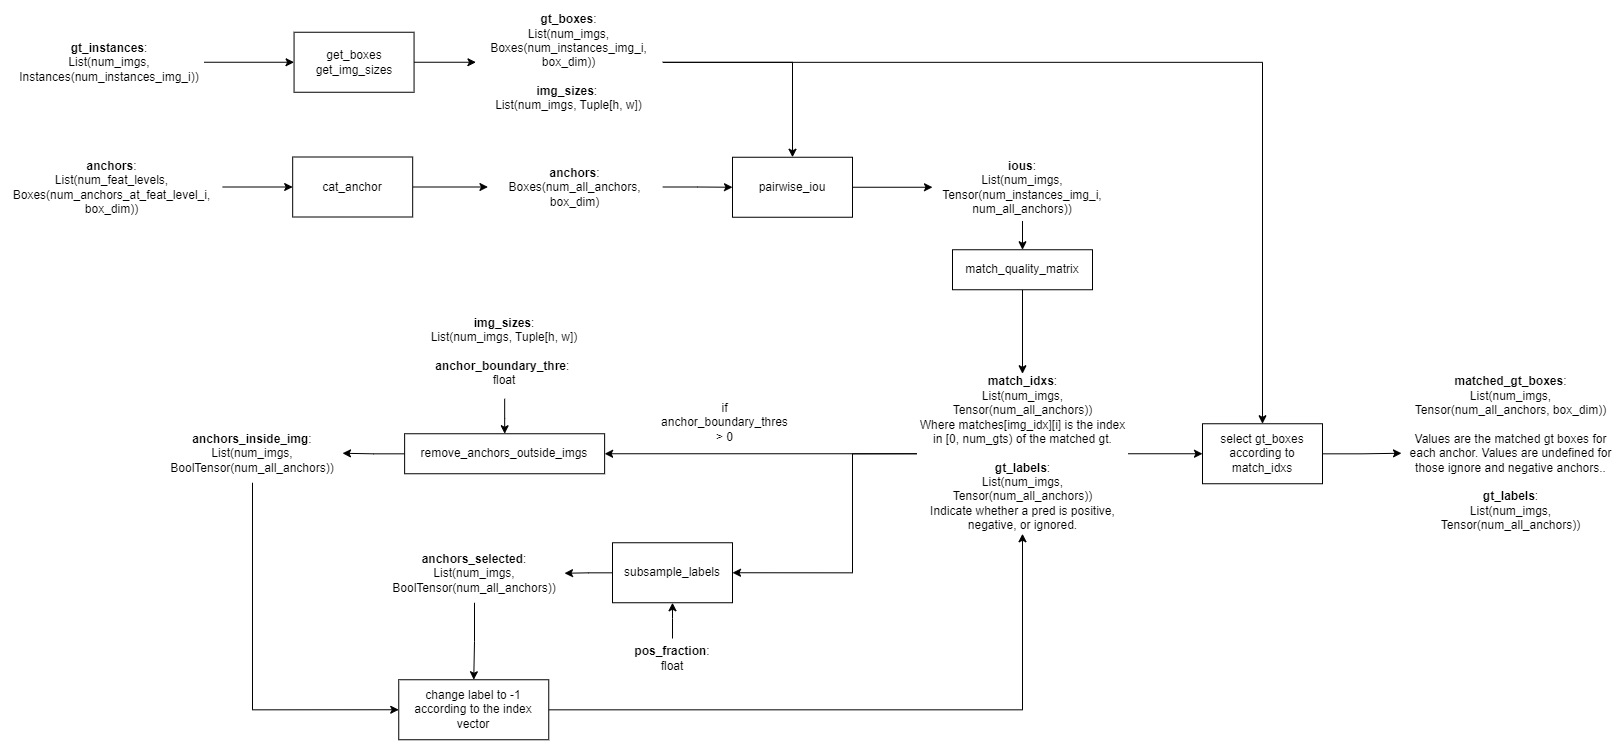 gt_instances:
List(num_imgs,
Instances(num_instances_img_i))
get_boxes
get_img_sizes
gt_boxes:
List(num_imgs,
Boxes(num_instances_img_i,
box_dim))
img_sizes:
List(num_imgs, Tuple[h, w])
anchors:
List(num_feat_levels,
Boxes(num_anchors_at_feat_level_i,
box_dim))
cat_anchor
anchors:
Boxes(num_all_anchors,
box_dim)
pairwise_iou
ious:
List(num_imgs,
Tensor(num_instances_img_i,
num_all_anchors))
match_quality_matrix
img_sizes:
List(num_imgs, Tuple[h, w])
anchor_boundary_thre:
float
if
anchor_boundary_thres
> 0
match_idxs:
List(num_imgs,
Tensor(num_all_anchors))
Where matches[img_idx][i] is the index
in [0, num_gts) of the matched gt.
gt_labels:
List(num_imgs,
Tensor(num_all_anchors))
Indicate whether a pred is positive,
negative, or ignored.
select gt_boxes
according to
match_idxs
matched_gt_boxes:
List(num_imgs,
Tensor(num_all_anchors, box_dim))
Values are the matched gt boxes for
each anchor. Values are undefined for
those ignore and negative anchors..
gt_labels:
List(num_imgs,
Tensor(num_all_anchors))
anchors_inside_img:
List(num_imgs,
BoolTensor(num_all_anchors))
remove_anchors_outside_imgs
anchors_selected:
List(num_imgs,
BoolTensor(num_all_anchors))
subsample_labels
pos_fraction:
float
change label to -1
according to the index
vector